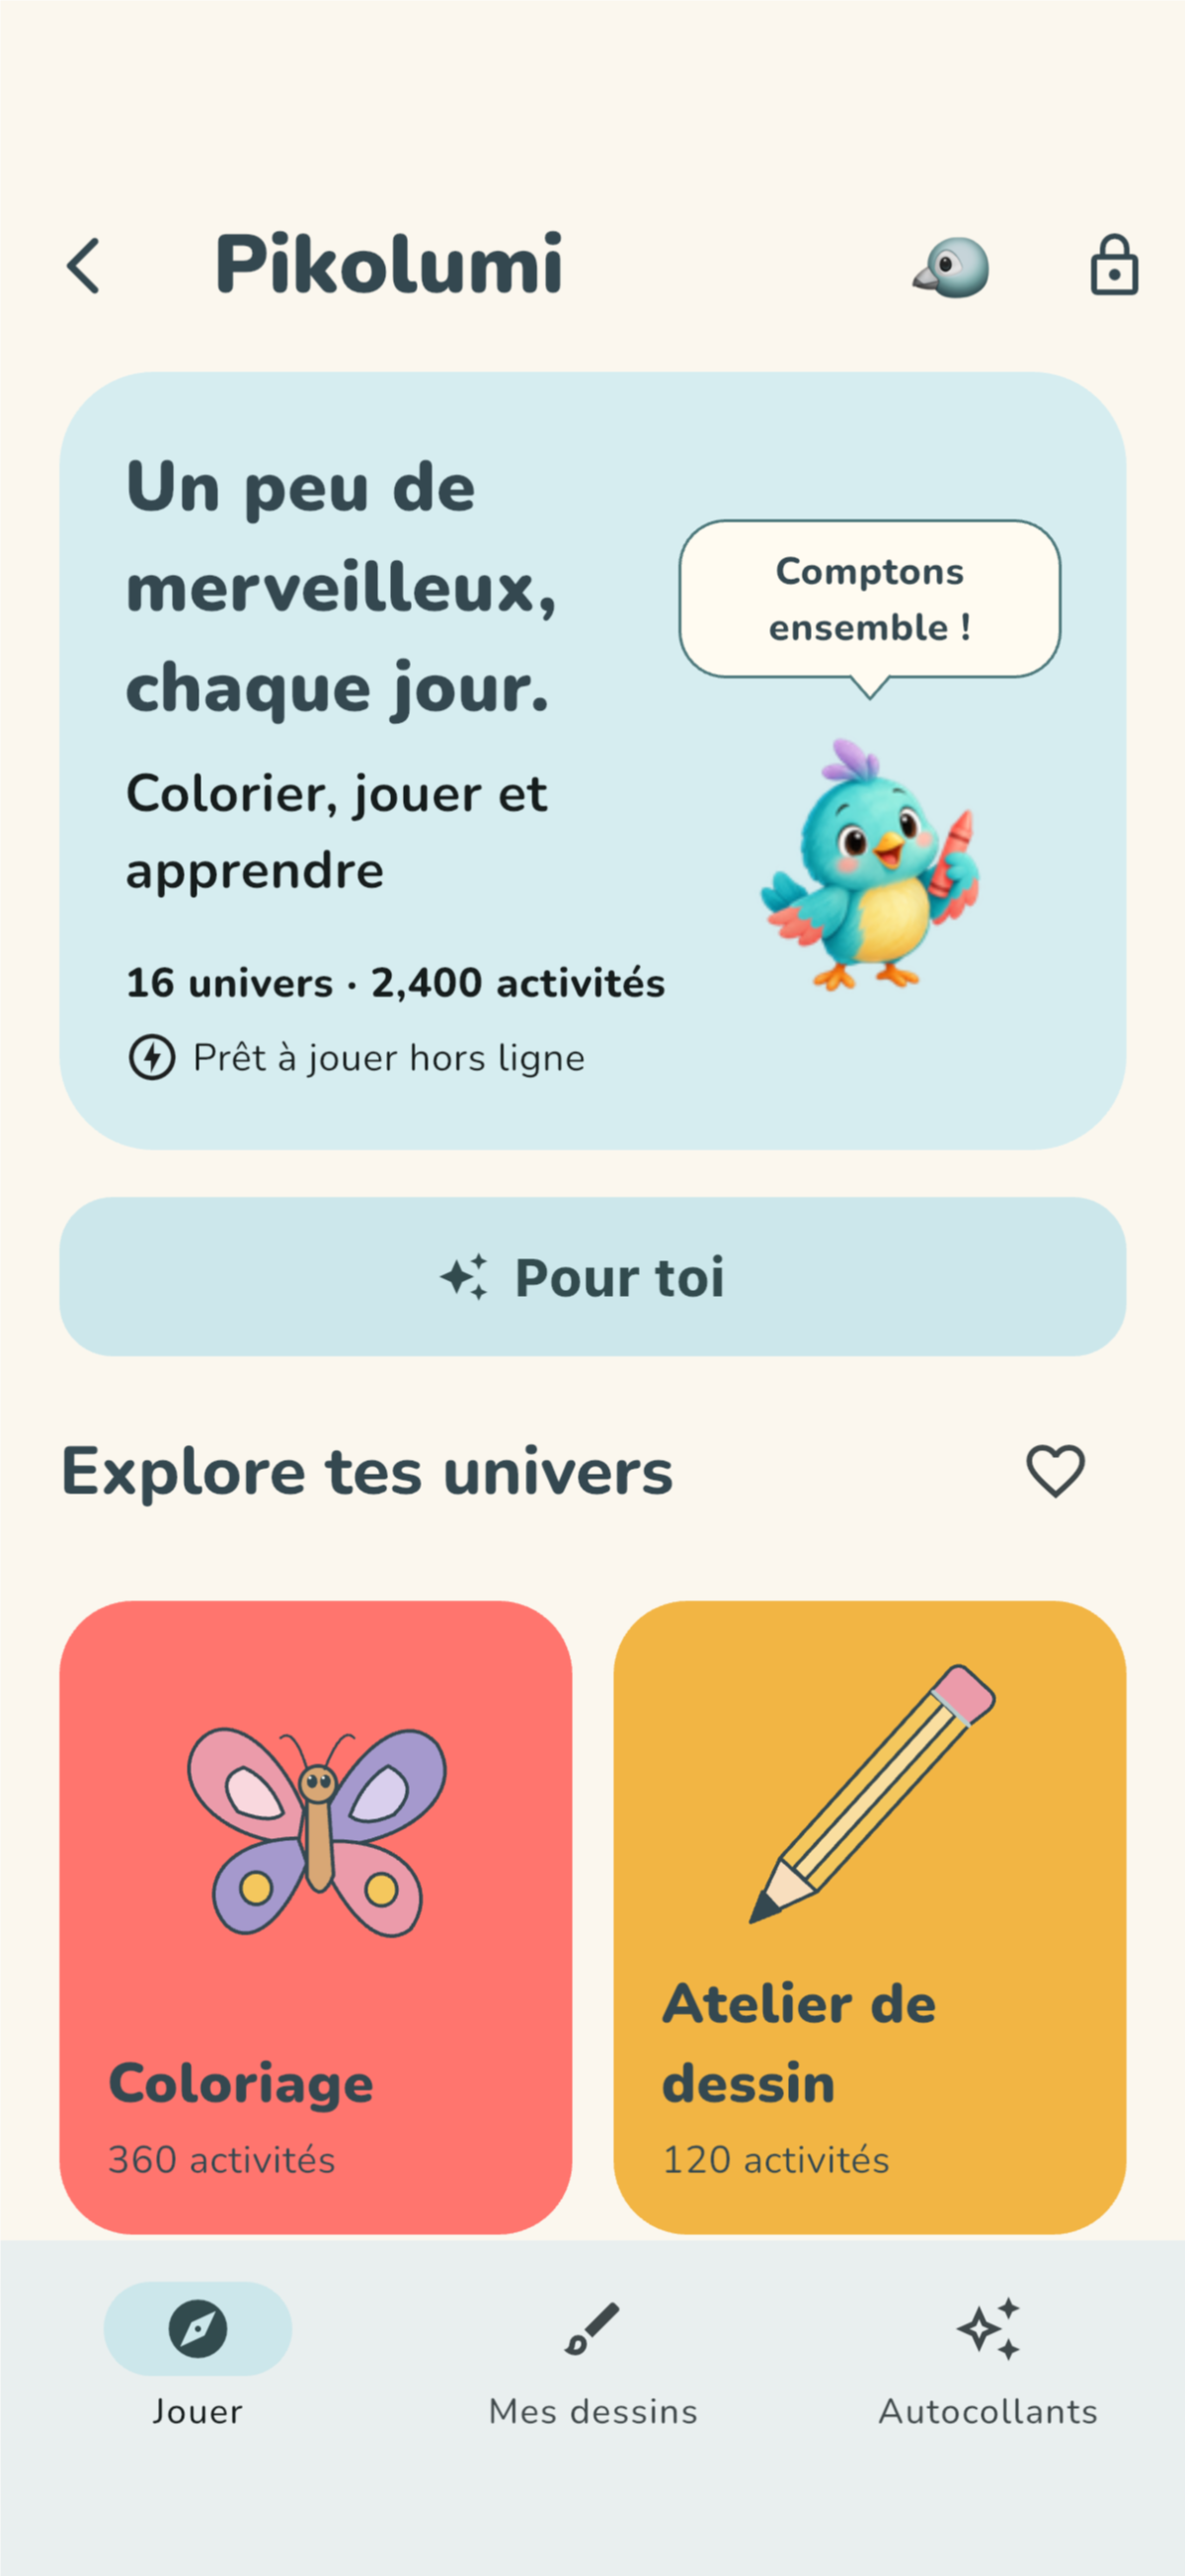 Pikolumi
Un peu de
merveilleux,
chaque jour.
Colorier, jouer et
apprendre
16 univers · 2,400 activités
Prêt à jouer hors ligne
Comptons
ensemble !
Pour toi
Explore tes univers
Coloriage
360 activités
Atelier de
dessin
120 activités
Jouer
Mes dessins
Autocollants